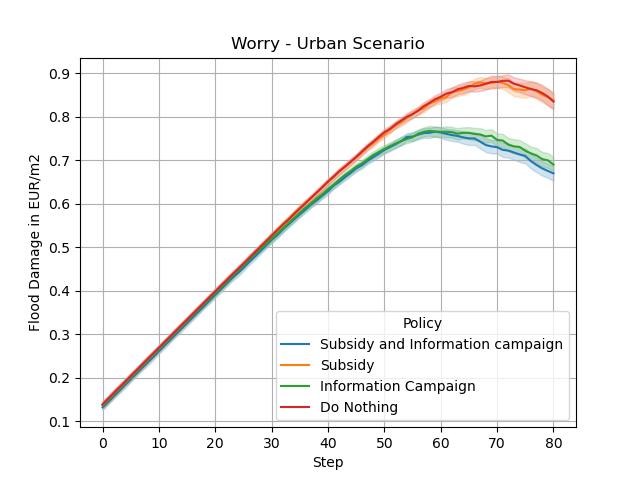 Worry - Urban Scenario
Flood Damage in EUR/m2
0.9
0.8
0.7
0.6
0.5
0.4
0.3
0.2
0.1
Policy
Subsidy and Information campaign
Subsidy
Information Campaign
Do Nothing
0 10 20 30 40 50 60 70 80
Step